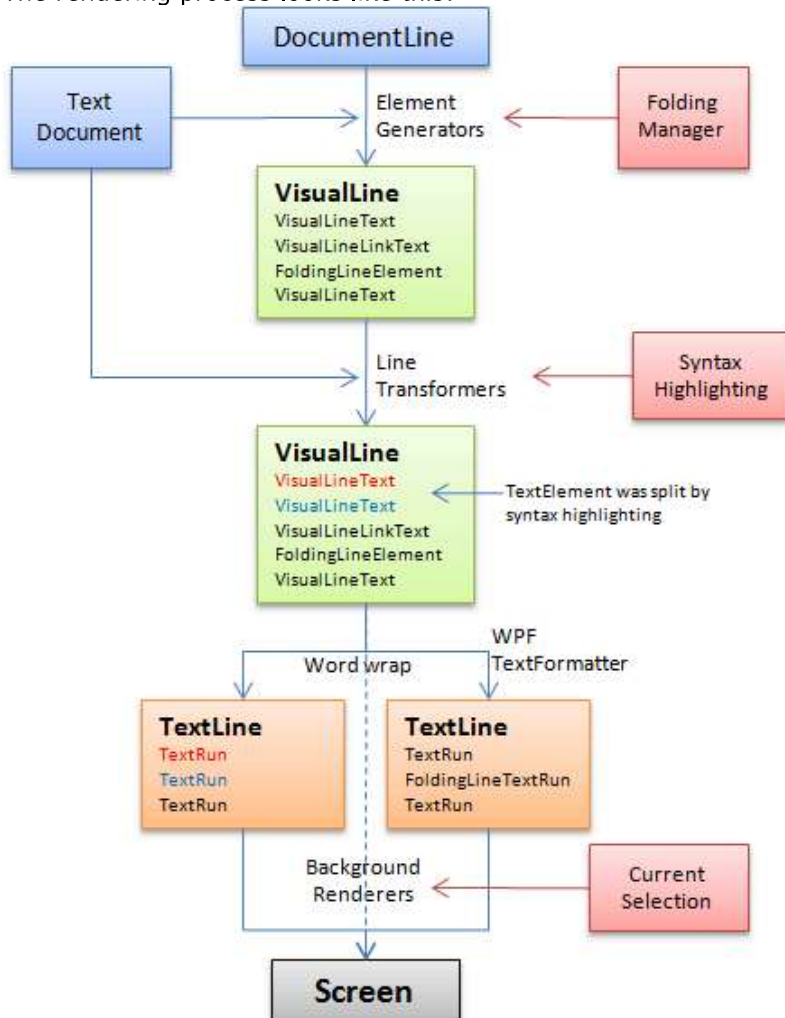 The rendering process looks like this:
DocumentLine
Text
Document
Element
Generators
Folding
Manager
VisualLine
VisualLineText
VisualLineLinkText
FoldingLineElement
VisualLineText
Line
Transformers
Syntax
Highlighting
VisualLine
VisualLineText
VisualLineText
VisualLineLinkText
FoldingLineElement
VisualLineText
TextElement was split by
syntax highlighting
Word wrap
WPF
TextFormatter
TextLine
TextRun
TextRun
TextRun
TextLine
TextRun
FoldingLineTextRun
TextRun
Background
Renderers
Current
Selection
Screen